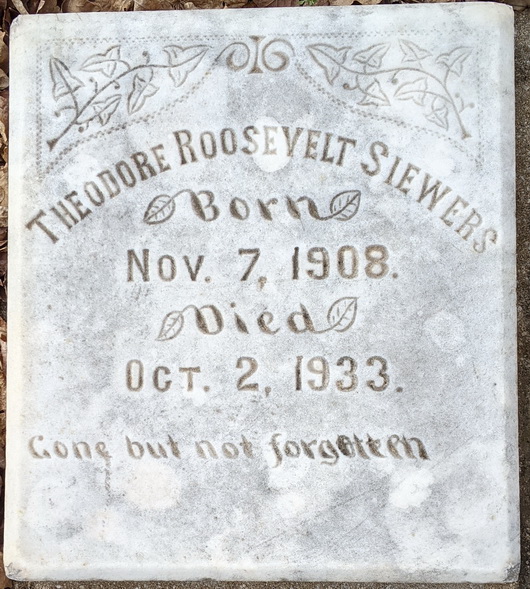 THEODORE ROOSEVELT SIEWERS
Born
NOV. 7, 1908.
Died
OCT. 2, 1933.
Gone but not forgotten